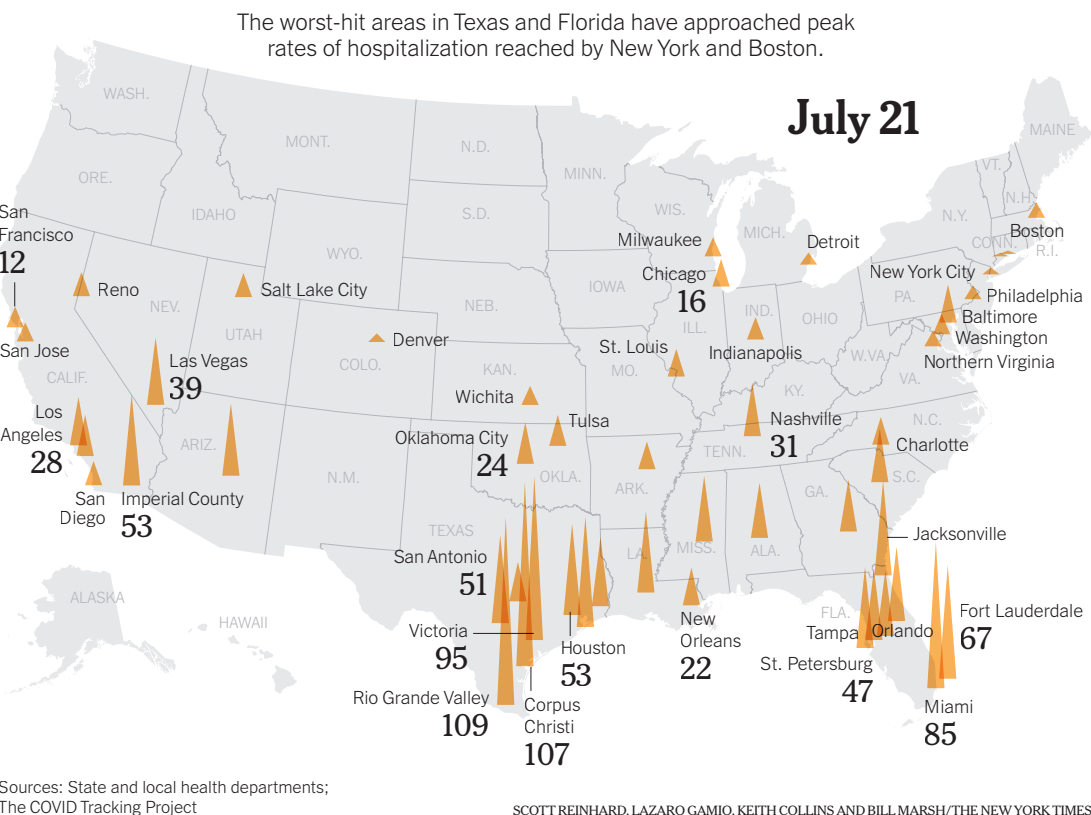 The worst-hit areas in Texas and Florida have approached peak
rates of hospitalization reached by New York and Boston.
July 21
WASH.
MONT.
N.D.
MINN.
MAINE
VT.
N.H.
ORE.
IDAHO
S.D.
WIS.
MICH.
N.Y.
San
Francisco
12
WYO.
Milwaukee
Detroit
Boston
CONN.
R.I.
Chicago
16
New York City
Reno
NEV.
Salt Lake City
NEB.
IOWA
ILL.
IND.
OHIO
PA.
Philadelphia
Baltimore
Washington
Northern Virginia
San Jose
UTAH
Denver
COLO.
St. Louis
Indianapolis
W.VA.
VA.
CALIF.
Las Vegas
39
KAN.
MO.
KY.
Wichita
Los
Angeles
28
ARIZ.
Tulsa
Oklahoma City
24
Nashville
31
N.C.
Charlotte
TENN.
San
Diego
Imperial County
53
N.M.
OKLA.
ARK.
S.C.
GA.
TEXAS
LA.
MISS.
ALA.
Jacksonville
San Antonio
51
ALASKA
HAWAII
Victoria
95
Houston
53
New
Orleans
22
FLA.
Tampa
Orlando
Fort Lauderdale
67
St. Petersburg
47
Rio Grande Valley
109
Corpus
Christi
107
Miami
85
Sources: State and local health departments;
The COVID Tracking Project
SCOTT REINHARD, LAZARO GAMIO, KEITH COLLINS AND BILL MARSH/THE NEW YORK TIMES